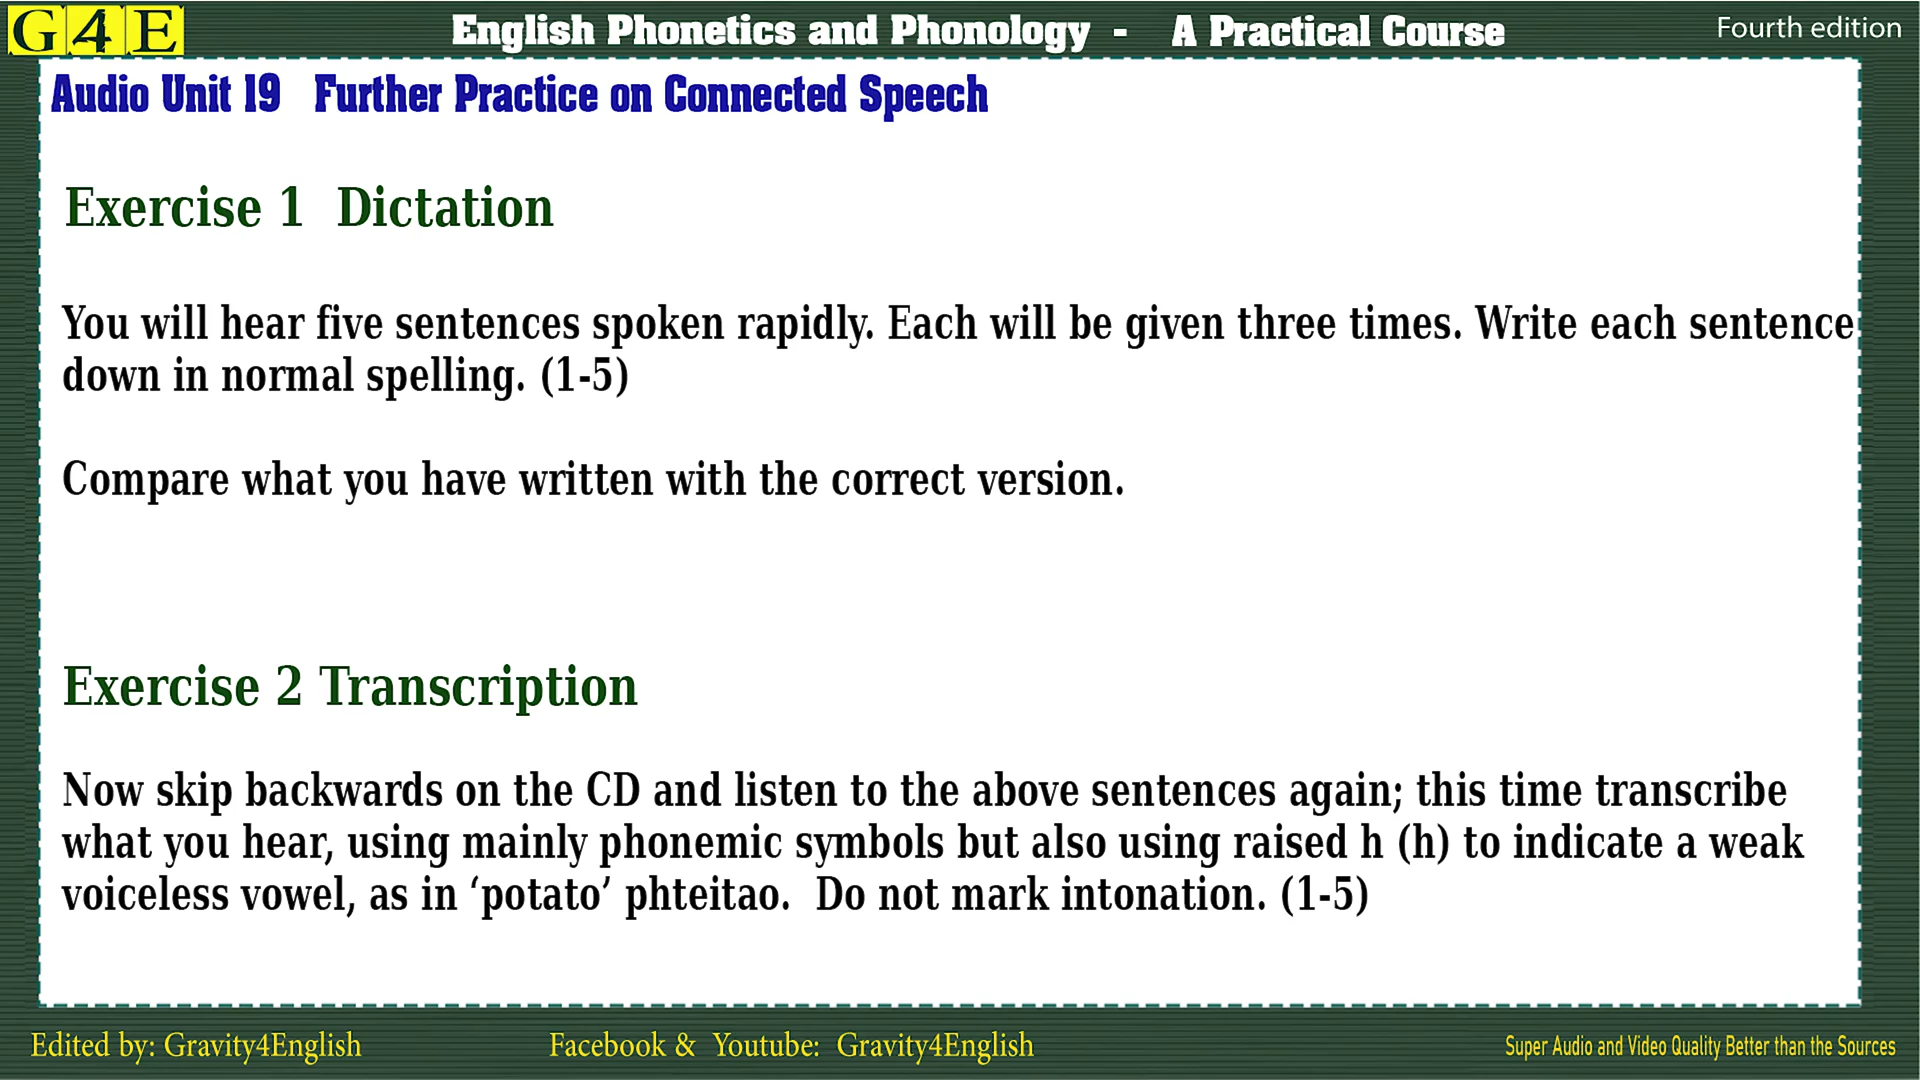 G4E
English Phonetics and Phonology - A Practical Course
Fourth edition
Audio Unit 19 Further Practice on Connected Speech
Exercise 1 Dictation
You will hear five sentences spoken rapidly. Each will be given three times. Write each sentence
down in normal spelling. (1-5)
Compare what you have written with the correct version.
Exercise 2 Transcription
Now skip backwards on the CD and listen to the above sentences again; this time transcribe
what you hear, using mainly phonemic symbols but also using raised h (h) to indicate a weak
voiceless vowel, as in ‘potato’ phteitao. Do not mark intonation. (1-5)
Edited by: Gravity4English
Facebook & Youtube: Gravity4English
Super Audio and Video Quality Better than the Sources